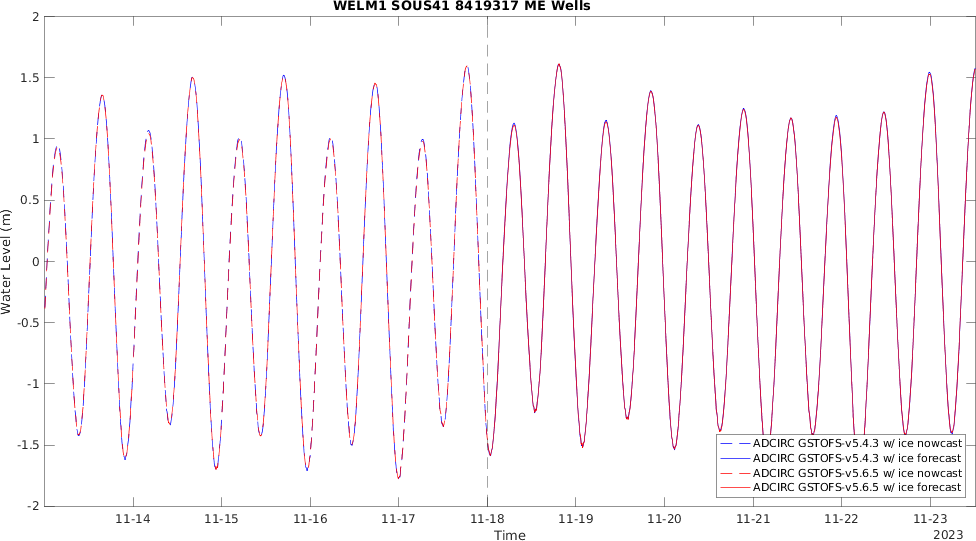 WELM1 SOUS41 8419317 ME Wells
2
1.5
1
0.5
0
-0.5
-1
-1.5
-2
Water Level (m)
ADCIRC GSTOFS-v5.4.3 w/ ice nowcast
ADCIRC GSTOFS-v5.4.3 w/ ice forecast
ADCIRC GSTOFS-v5.6.5 w/ ice nowcast
ADCIRC GSTOFS-v5.6.5 w/ ice forecast
11-14 11-15 11-16 11-17 11-18 11-19 11-20 11-21 11-22 11-23
Time
2023